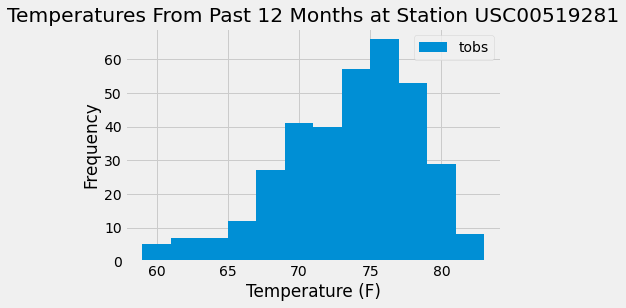 Temperatures From Past 12 Months at Station USC00519281
tobs
60
50
40
30
20
10
0
Frequency
60 65 70 75 80
Temperature (F)